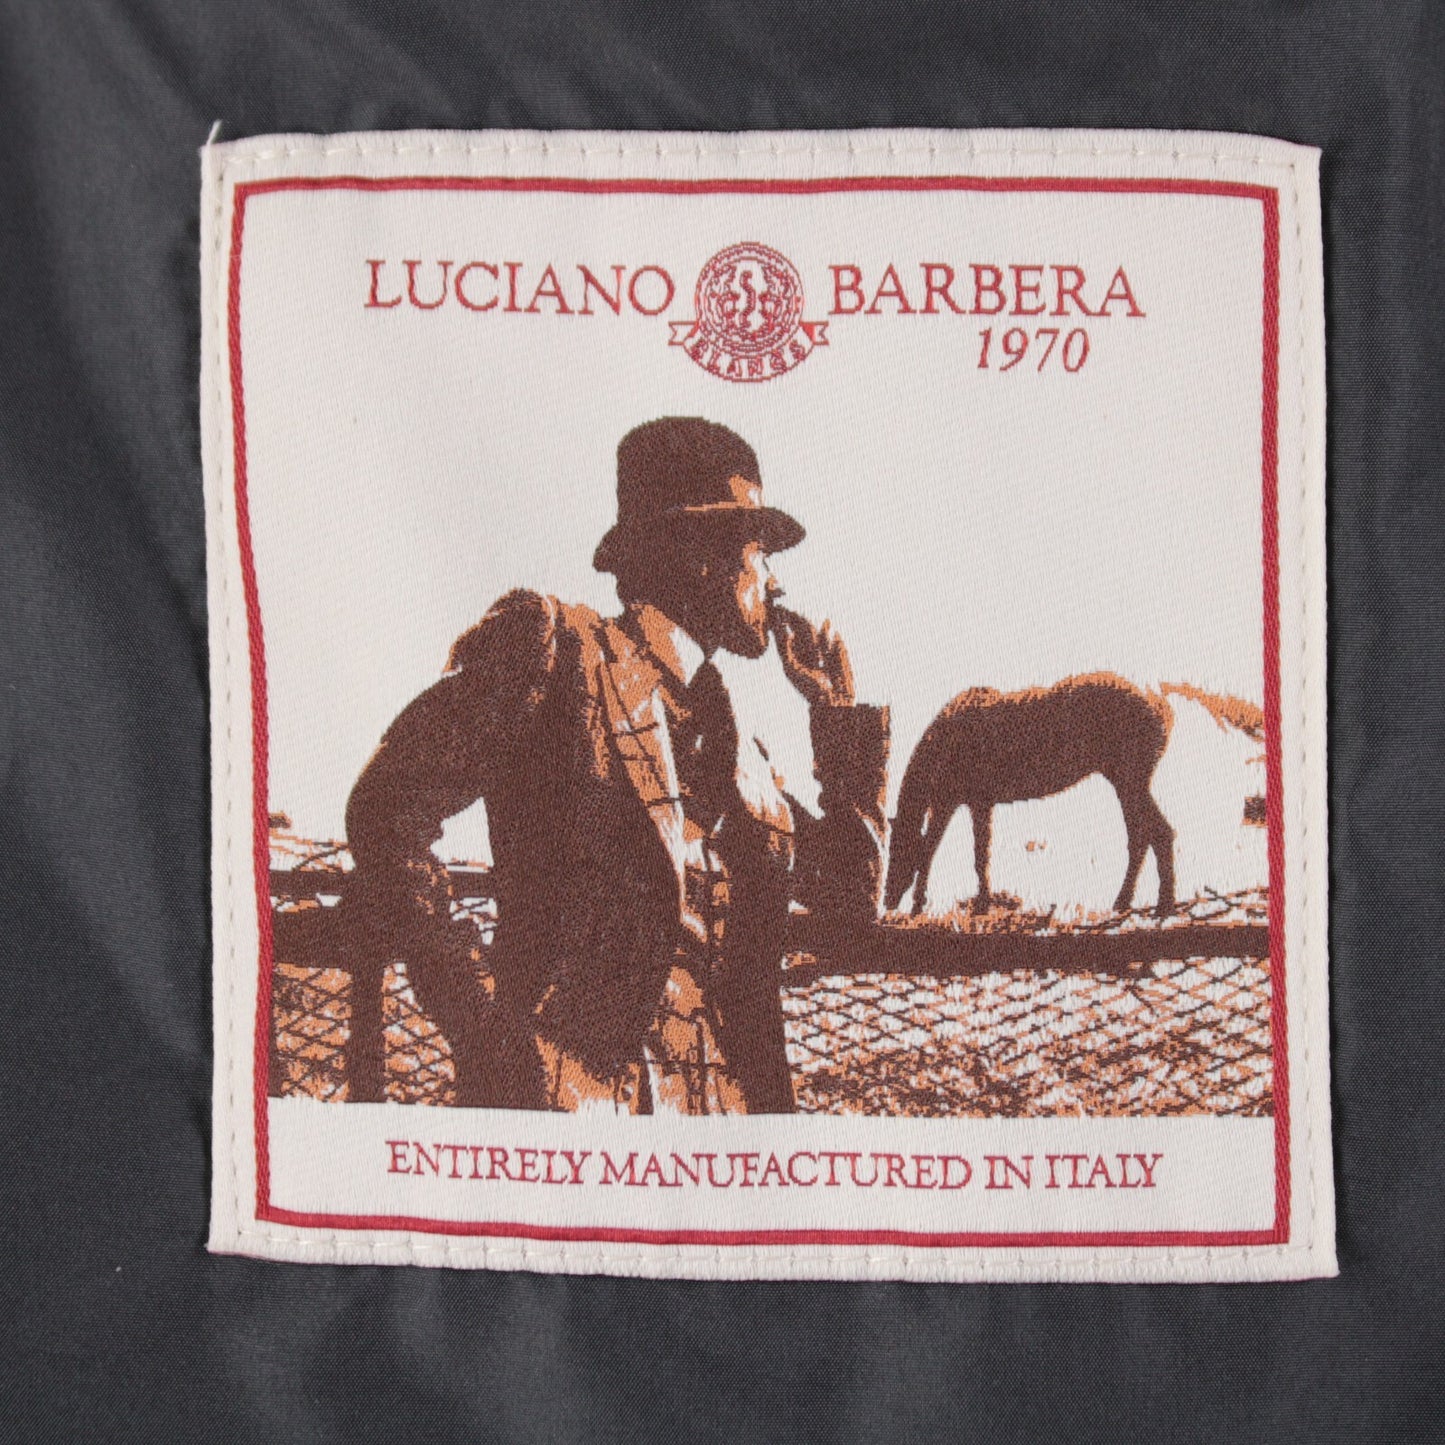 LUCIANO BARBERA
1970
ENTIRELY MANUFACTURED IN ITALY